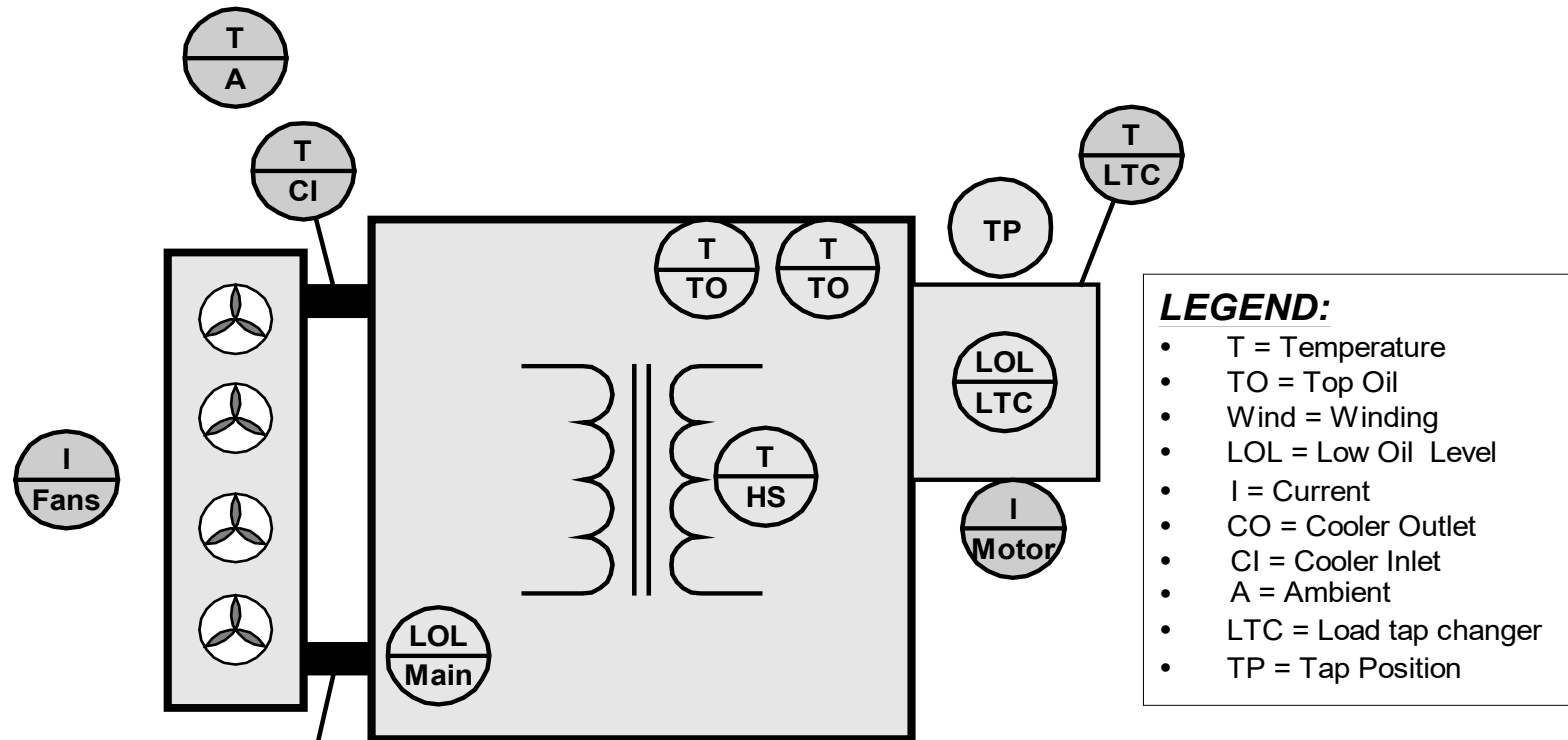 T
A
T
CI
T
LTC
TP
T
TO
T
TO
LOL
LTC
T
HS
I
Fans
I
Motor
LOL
Main
LEGEND:
• T = Temperature
• TO = Top Oil
• Wind = Winding
• LOL = Low Oil Level
• I = Current
• CO = Cooler Outlet
• CI = Cooler Inlet
• A = Ambient
• LTC = Load tap changer
• TP = Tap Position